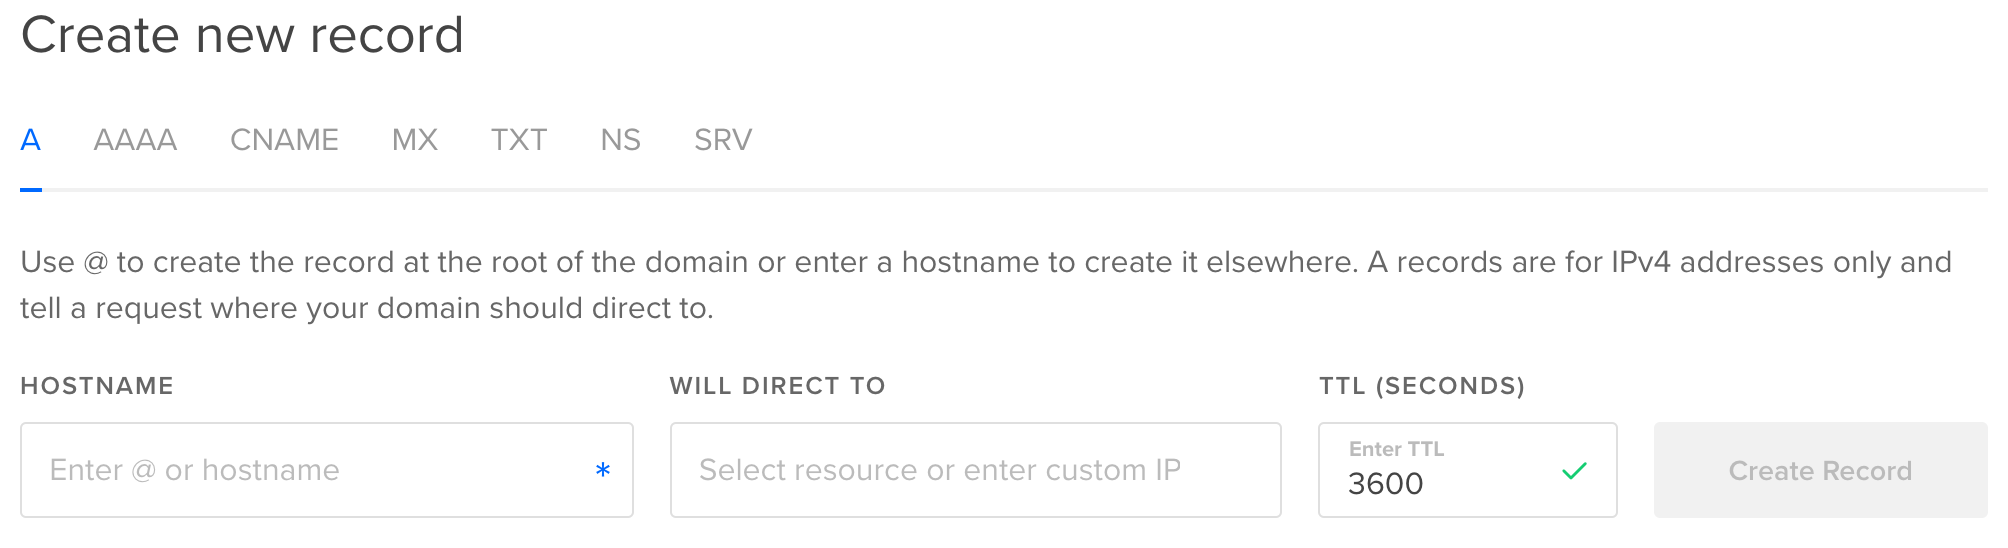 Create new record
A AAAA CNAME MX TXT NS SRV
Use @ to create the record at the root of the domain or enter a hostname to create it elsewhere. A records are for IPv4 addresses only and
tell a request where your domain should direct to.
HOSTNAME WILL DIRECT TO TTL (SECONDS)
Enter @ or hostname * Select resource or enter custom IP Enter TTL
3600 Create Record